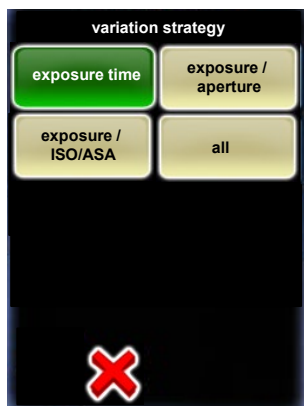 variation strategy
exposure time
exposure /
aperture
exposure /
ISO/ASA
all